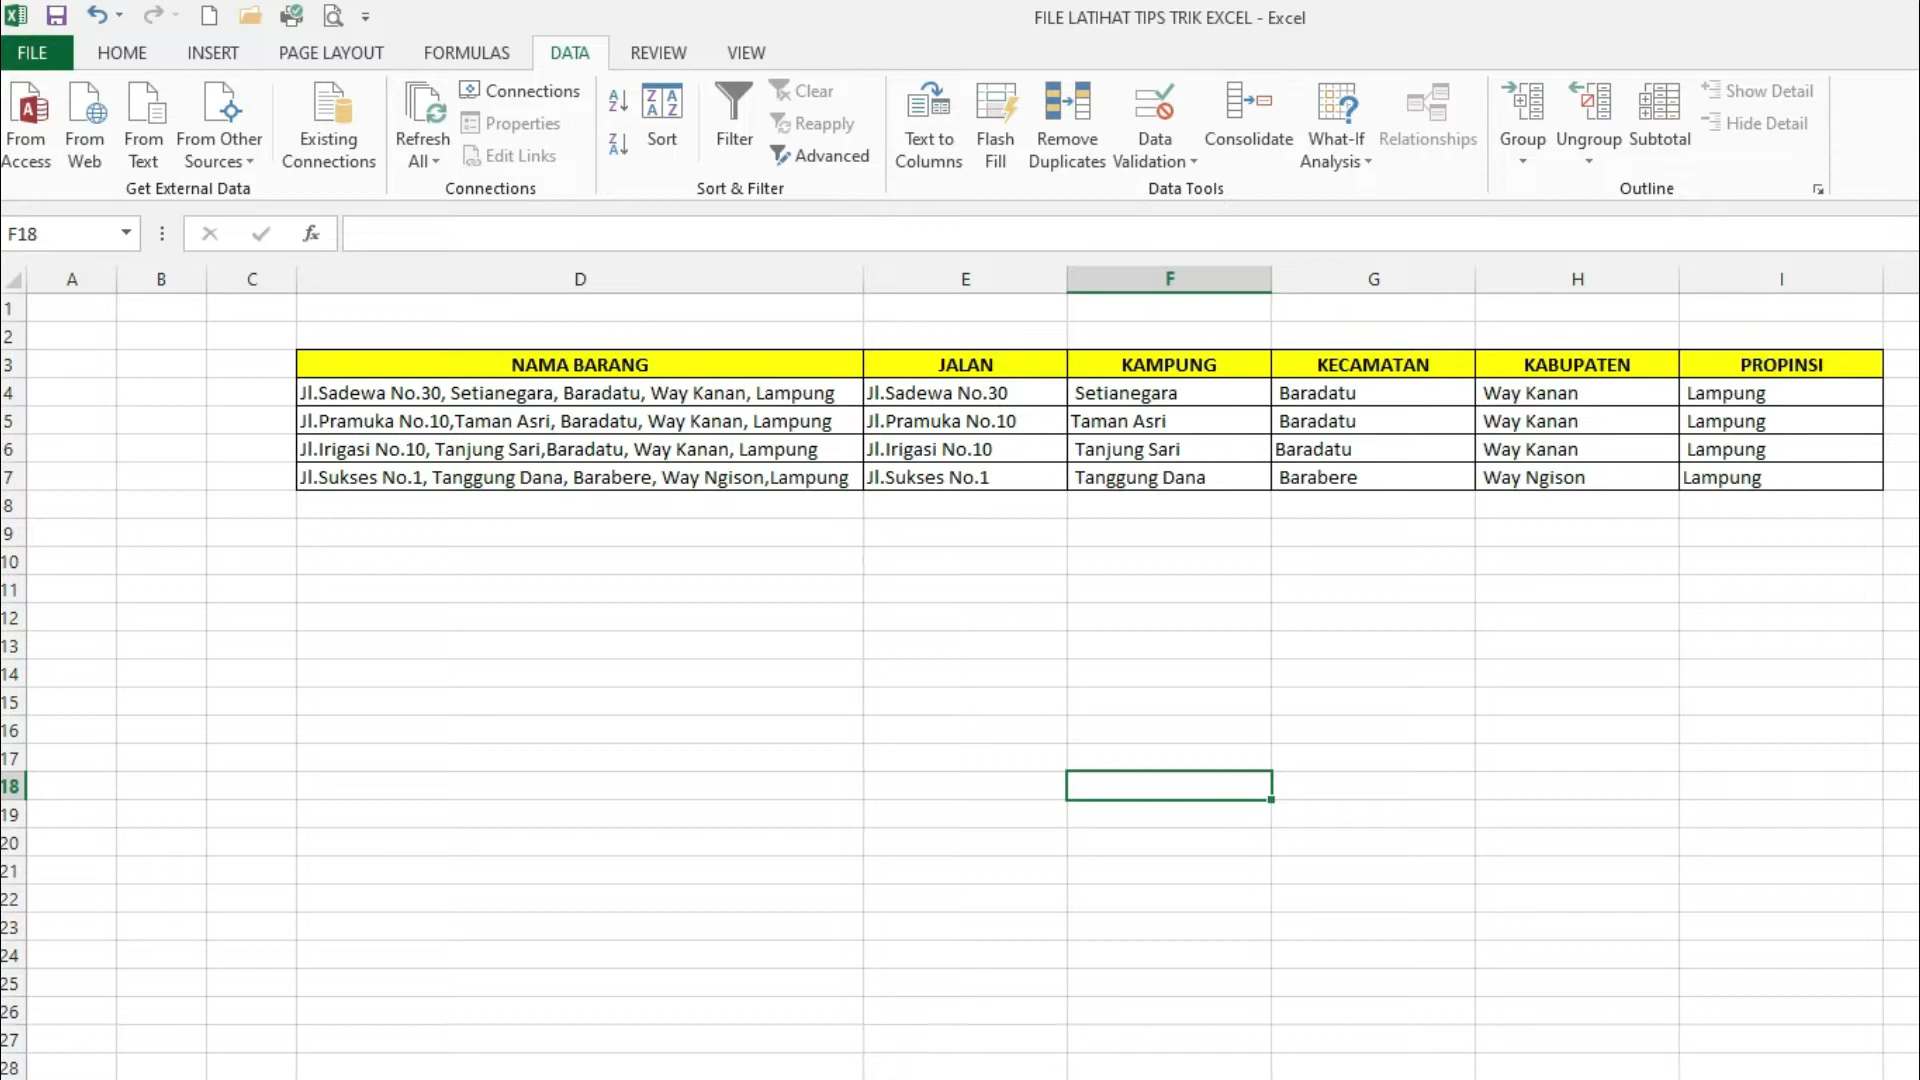 FILE LATIHAT TIPS TRIK EXCEL - Excel
FILE HOME INSERT PAGE LAYOUT FORMULAS DATA REVIEW VIEW
From Access
From Web
From Text
From Other Sources
Existing Connections
Get External Data
Refresh All
Connections
Properties
Edit Links
Connections
Sort
Filter
Clear
Reapply
Advanced
Sort & Filter
Text to Columns
Flash Fill
Remove Duplicates
Data Validation
Consolidate
What-If Analysis
Relationships
Data Tools
Group
Ungroup
Subtotal
Show Detail
Hide Detail
Outline
F18 fx
A B C D E F G H I
1
2
3 NAMA BARANG JALAN KAMPUNG KECAMATAN KABUPATEN PROPINSI
4 Jl.Sadewa No.30, Setianegara, Baradatu, Way Kanan, Lampung Jl.Sadewa No.30 Setianegara Baradatu Way Kanan Lampung
5 Jl.Pramuka No.10,Taman Asri, Baradatu, Way Kanan, Lampung Jl.Pramuka No.10 Taman Asri Baradatu Way Kanan Lampung
6 Jl.Irigasi No.10, Tanjung Sari,Baradatu, Way Kanan, Lampung Jl.Irigasi No.10 Tanjung Sari Baradatu Way Kanan Lampung
7 Jl.Sukses No.1, Tanggung Dana, Barabere, Way Ngison,Lampung Jl.Sukses No.1 Tanggung Dana Barabere Way Ngison Lampung
8
9
10
11
12
13
14
15
16
17
18
19
20
21
22
23
24
25
26
27
28